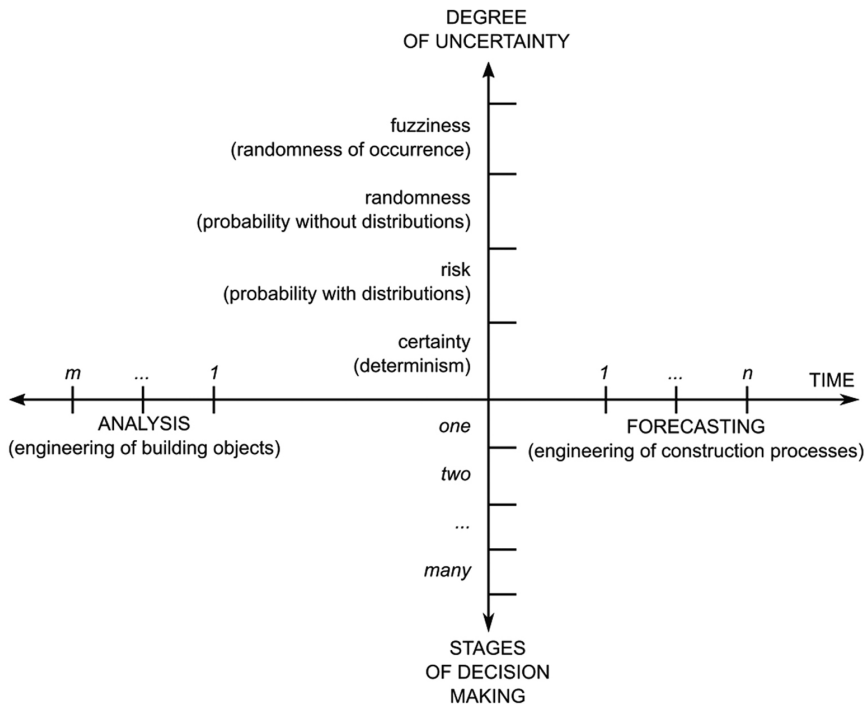 DEGREE
OF UNCERTAINTY
fuzziness
(randomness of occurrence)
randomness
(probability without distributions)
risk
(probability with distributions)
certainty
(determinism)
m ... 1
1 ... n
TIME
ANALYSIS
(engineering of building objects)
FORECASTING
(engineering of construction processes)
one
two
...
many
STAGES
OF DECISION
MAKING